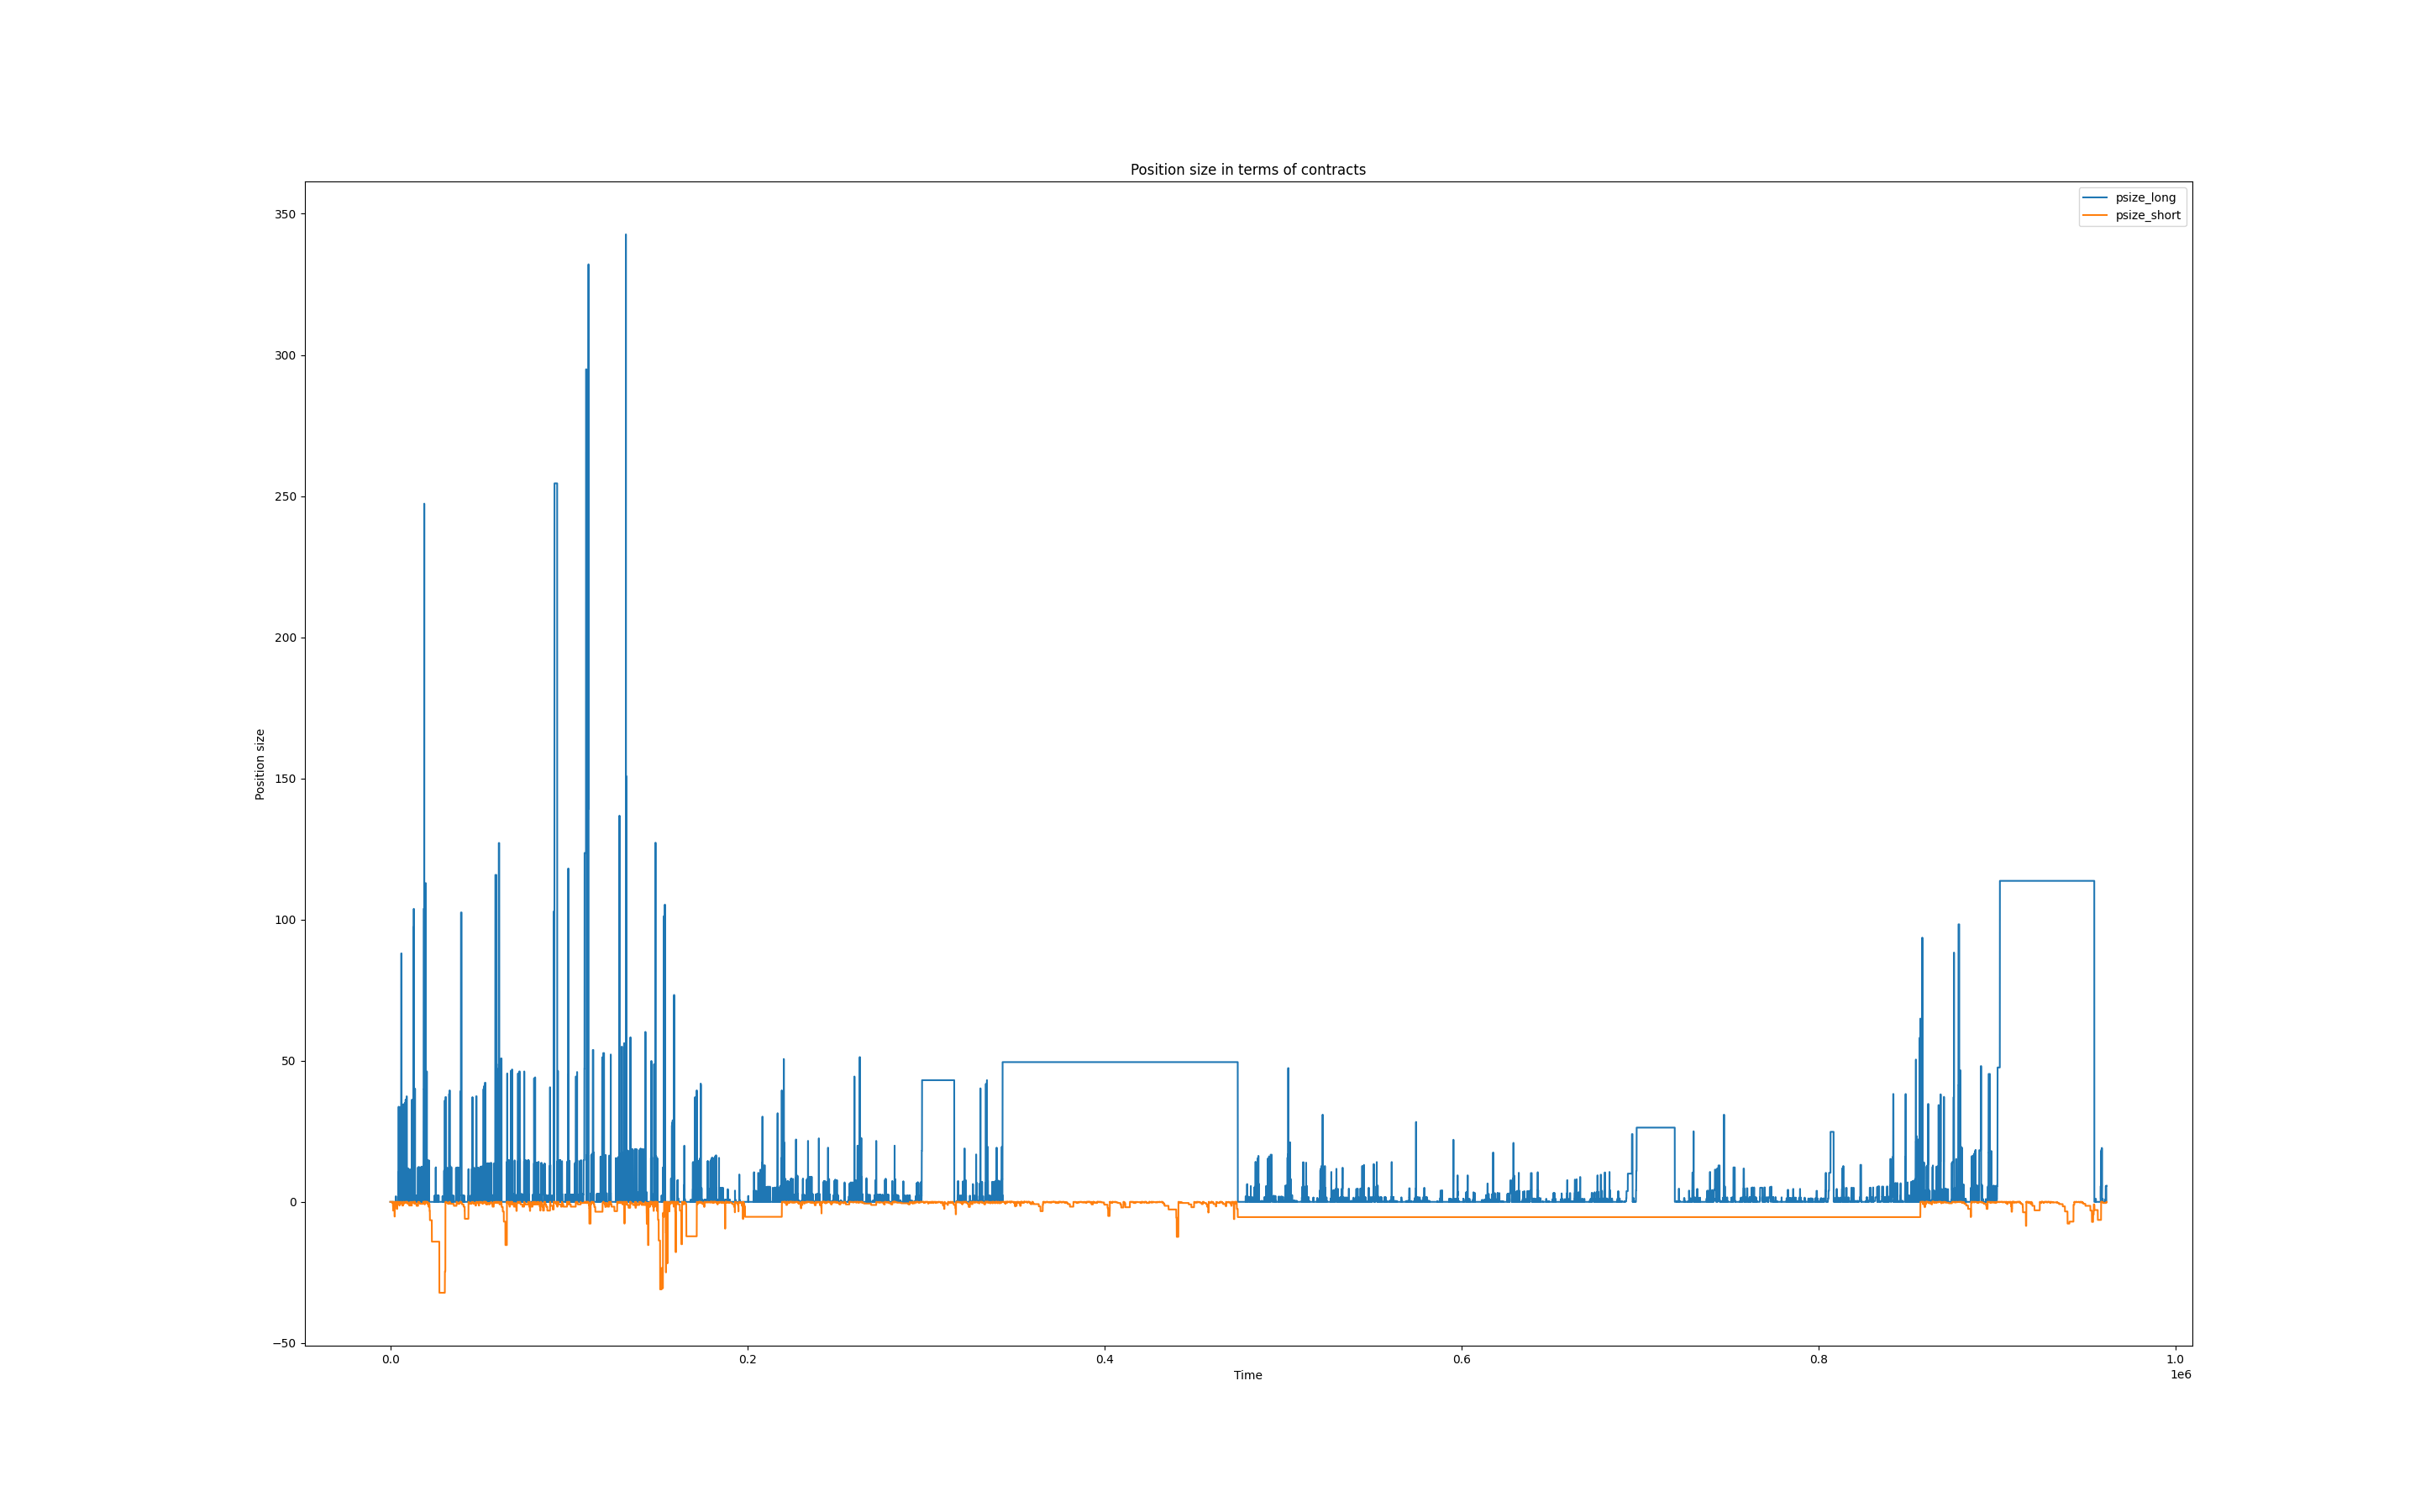 Position size in terms of contracts
psize_long
psize_short
350
300
250
200
150
100
50
0
−50
Position size
0.0 0.2 0.4 0.6 0.8 1.0
1e6
Time